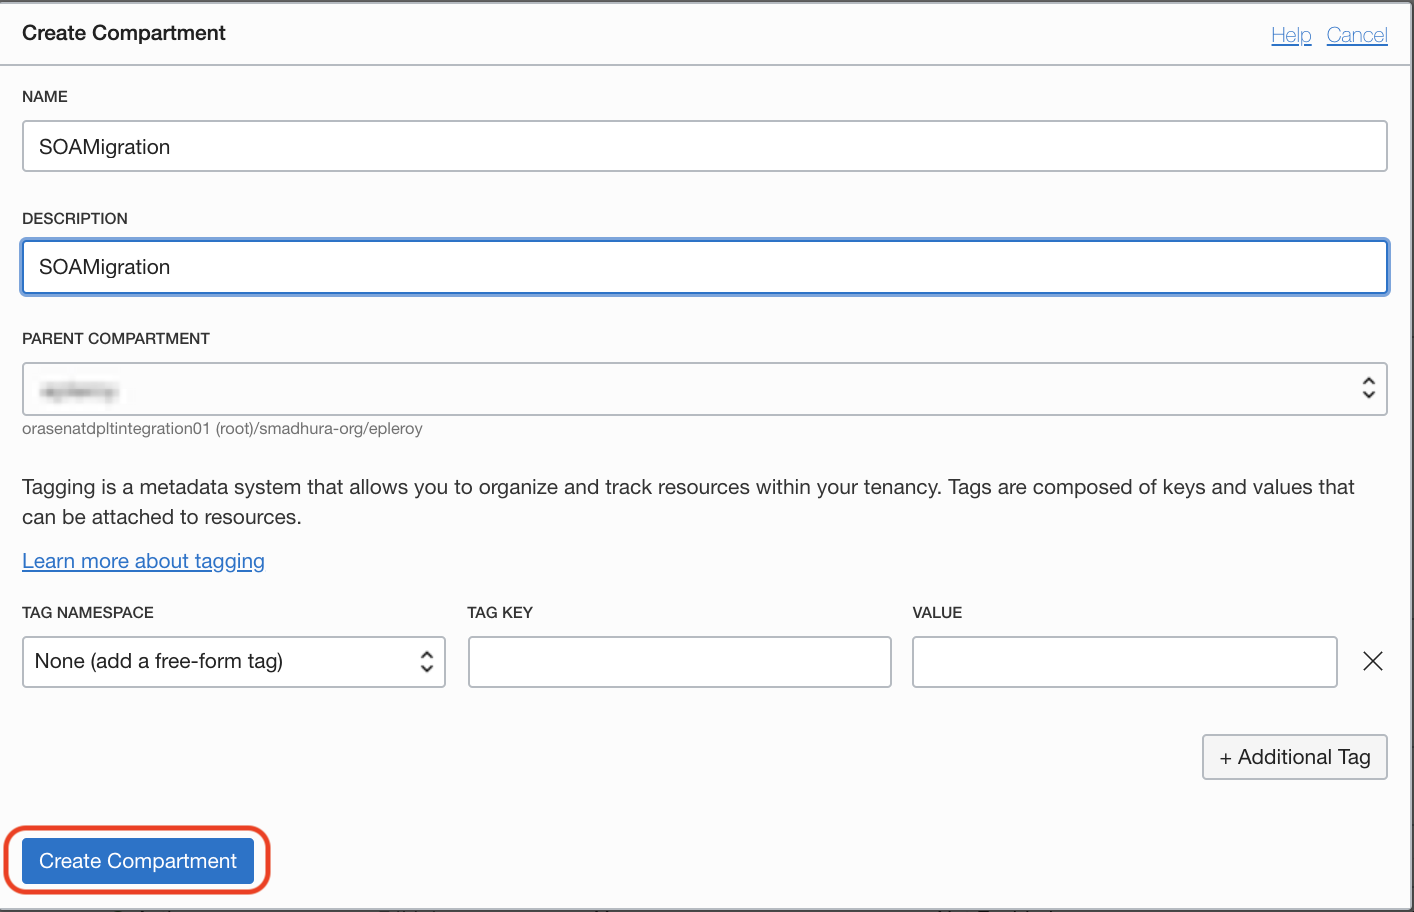 Create Compartment
Help Cancel
NAME
SOAMigration
DESCRIPTION
SOAMigration
PARENT COMPARTMENT
orasenatdpltintegration01 (root)/smadhura-org/epleroy
Tagging is a metadata system that allows you to organize and track resources within your tenancy. Tags are composed of keys and values that
can be attached to resources.
Learn more about tagging
TAG NAMESPACE TAG KEY VALUE
None (add a free-form tag)
+ Additional Tag
Create Compartment